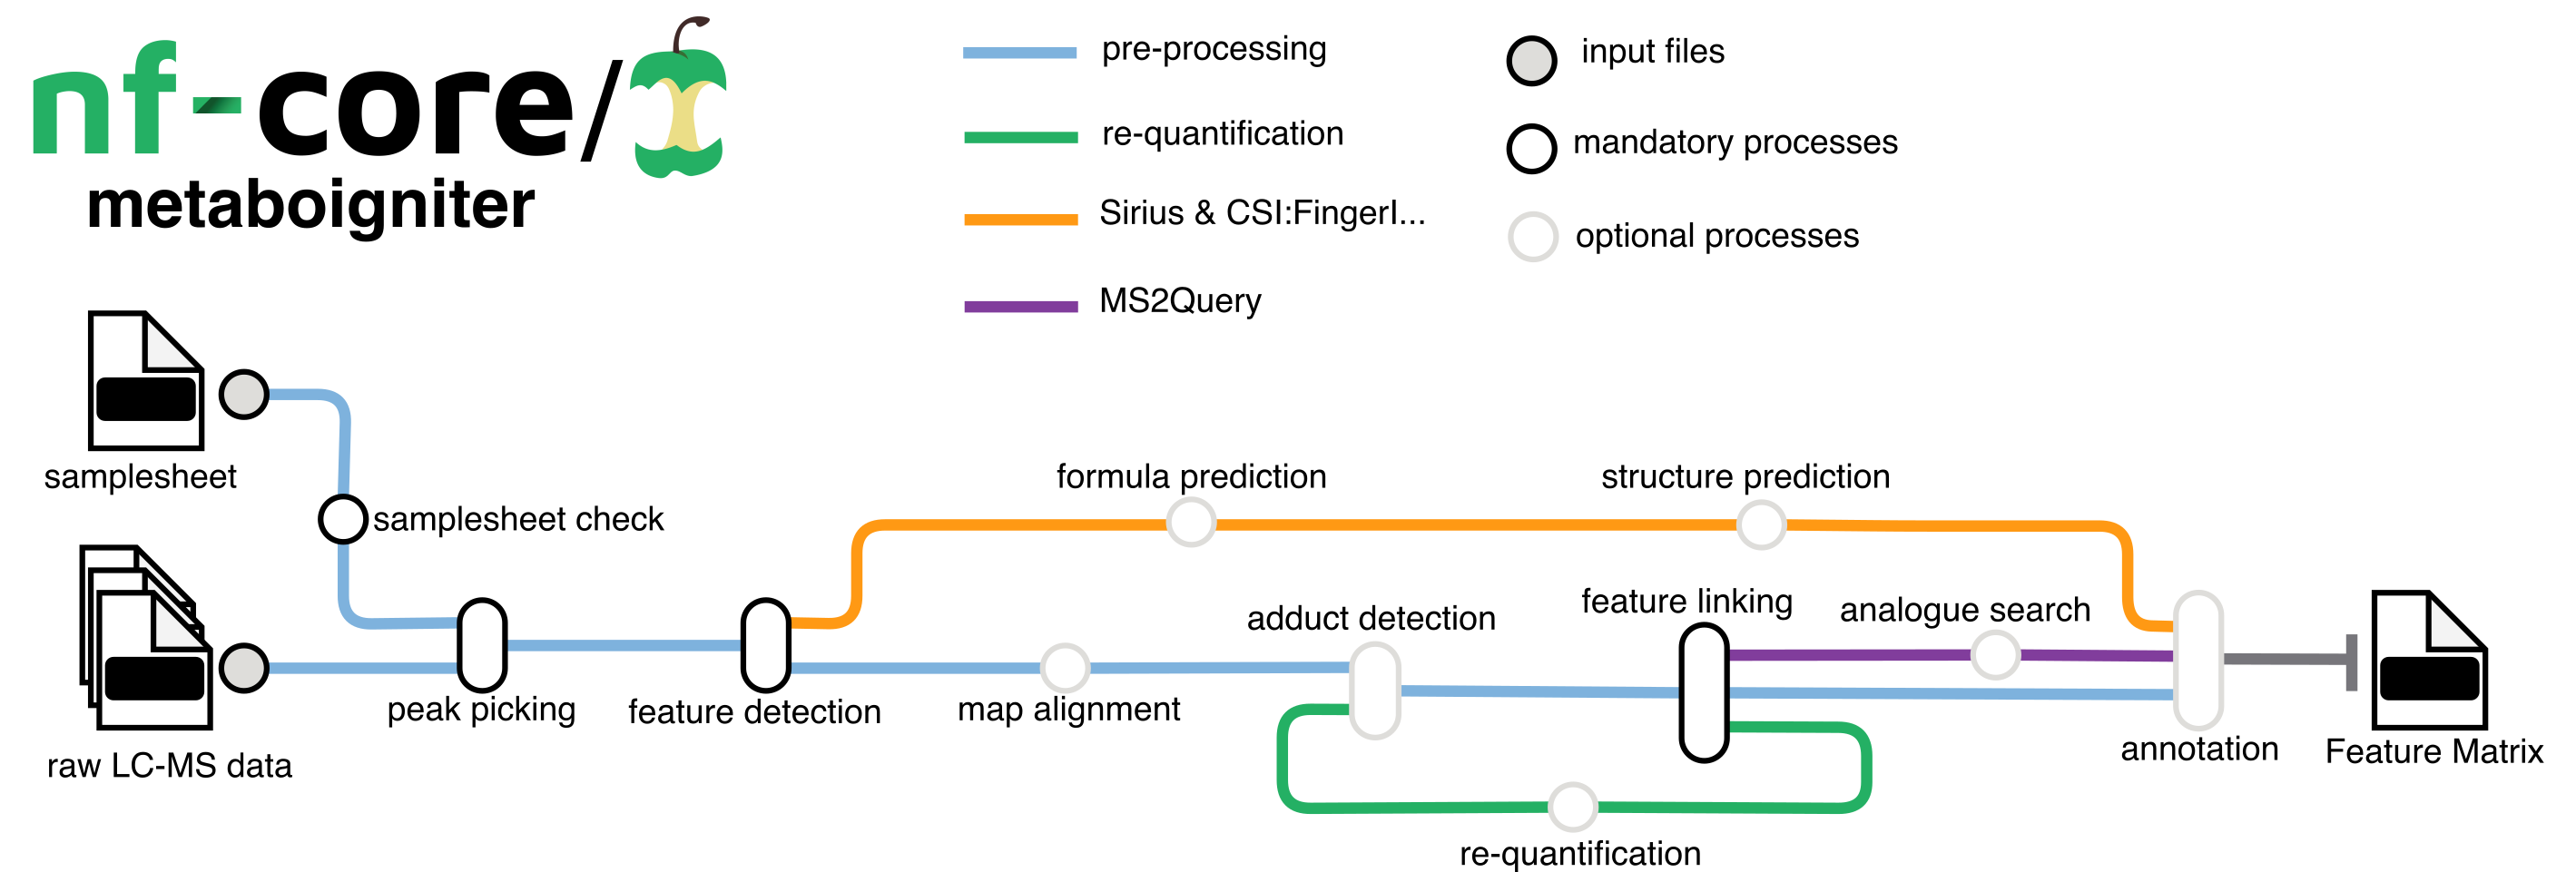 nf-core/
metaboigniter
pre-processing
re-quantification
Sirius & CSI:FingerI...
MS2Query
input files
mandatory processes
optional processes
samplesheet
samplesheet check
raw LC-MS data
peak picking
feature detection
formula prediction
structure prediction
map alignment
adduct detection
feature linking
analogue search
re-quantification
annotation
Feature Matrix